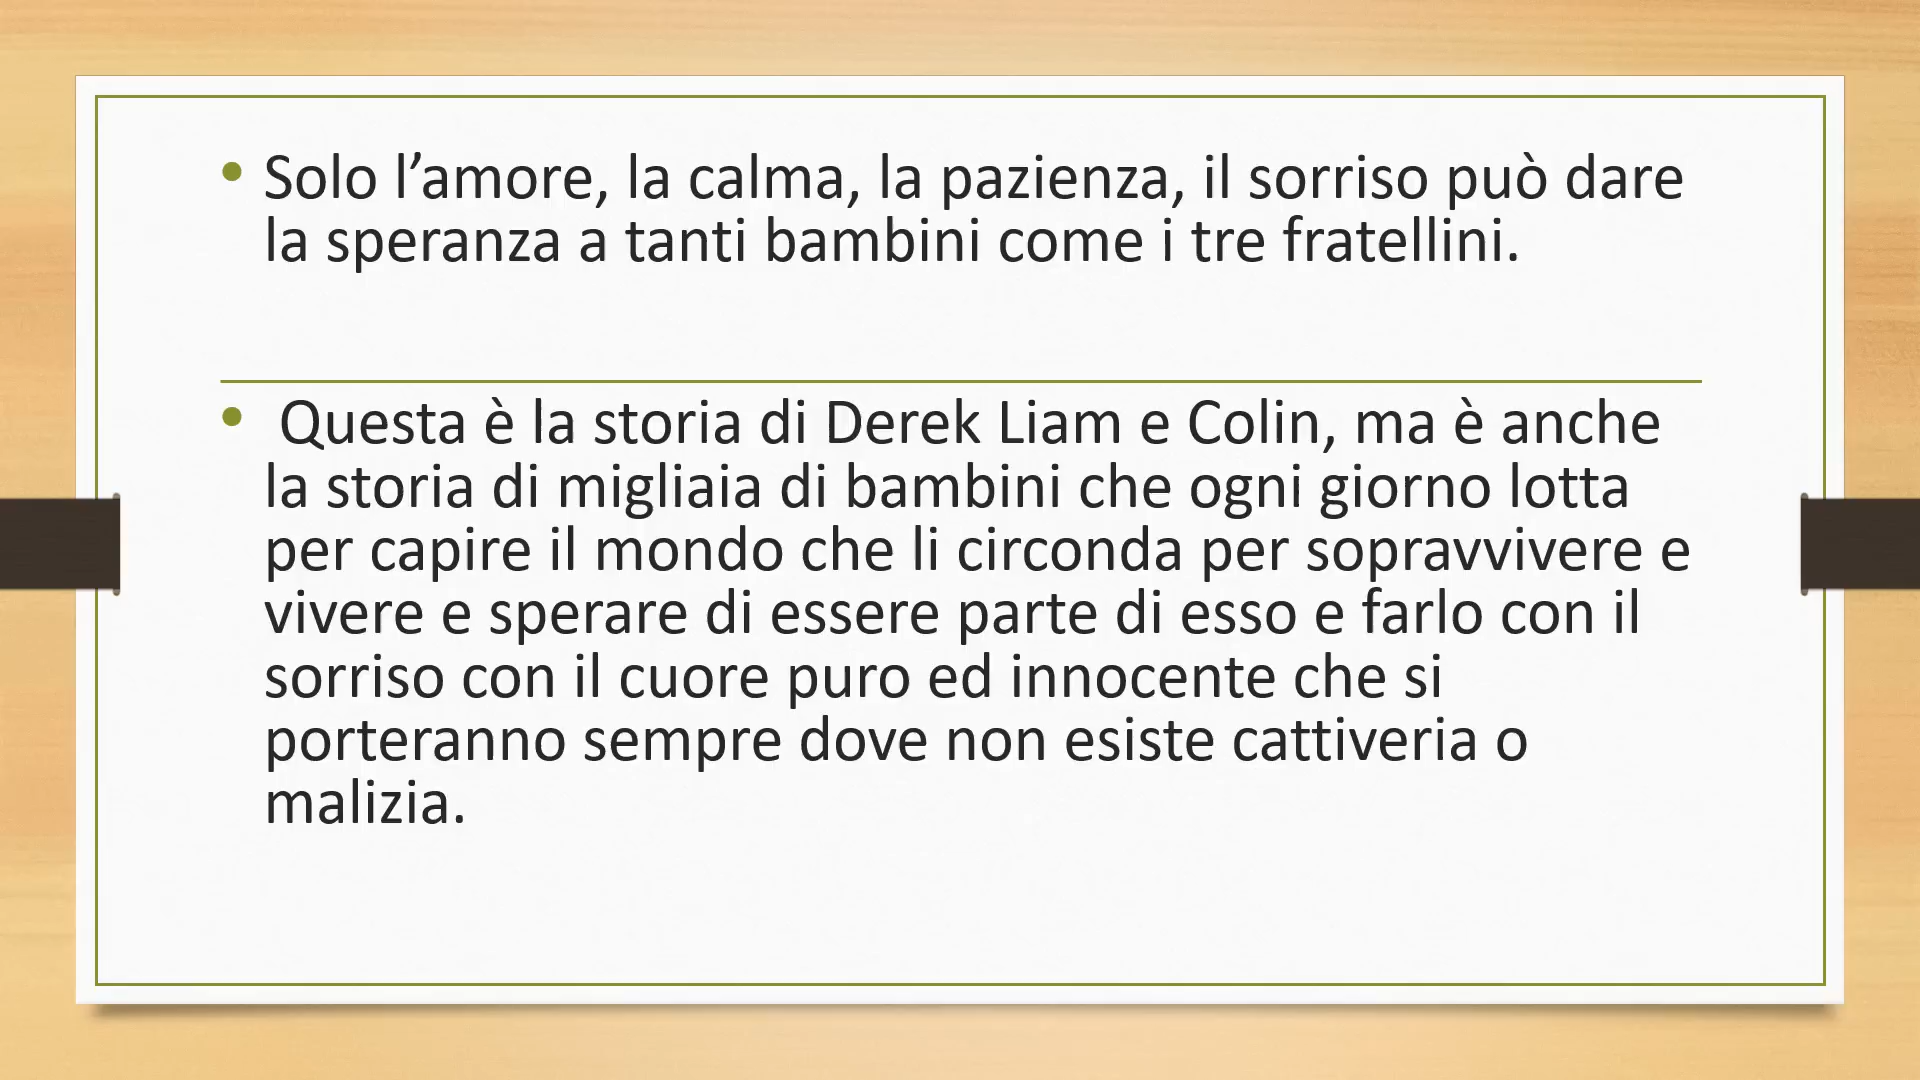 • Solo l’amore, la calma, la pazienza, il sorriso può dare
la speranza a tanti bambini come i tre fratellini.
• Questa è la storia di Derek Liam e Colin, ma è anche
la storia di migliaia di bambini che ogni giorno lotta
per capire il mondo che li circonda per sopravvivere e
vivere e sperare di essere parte di esso e farlo con il
sorriso con il cuore puro ed innocente che si
porteranno sempre dove non esiste cattiveria o
malizia.